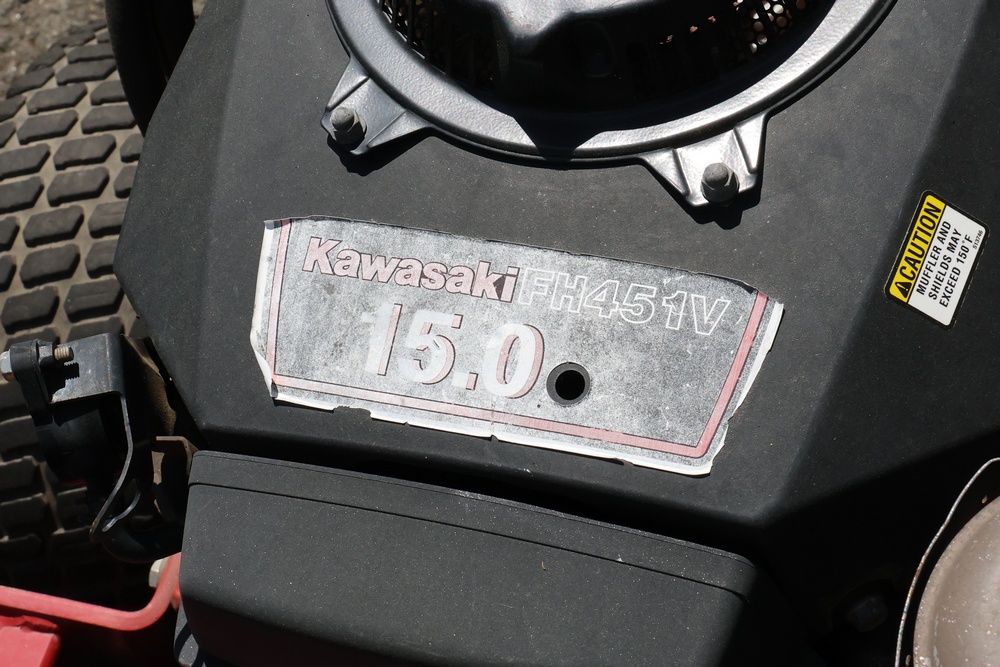 Kawasaki FH451V
15.0
CAUTION
MUFFLER AND
SHIELDS MAY
EXCEED 150°F